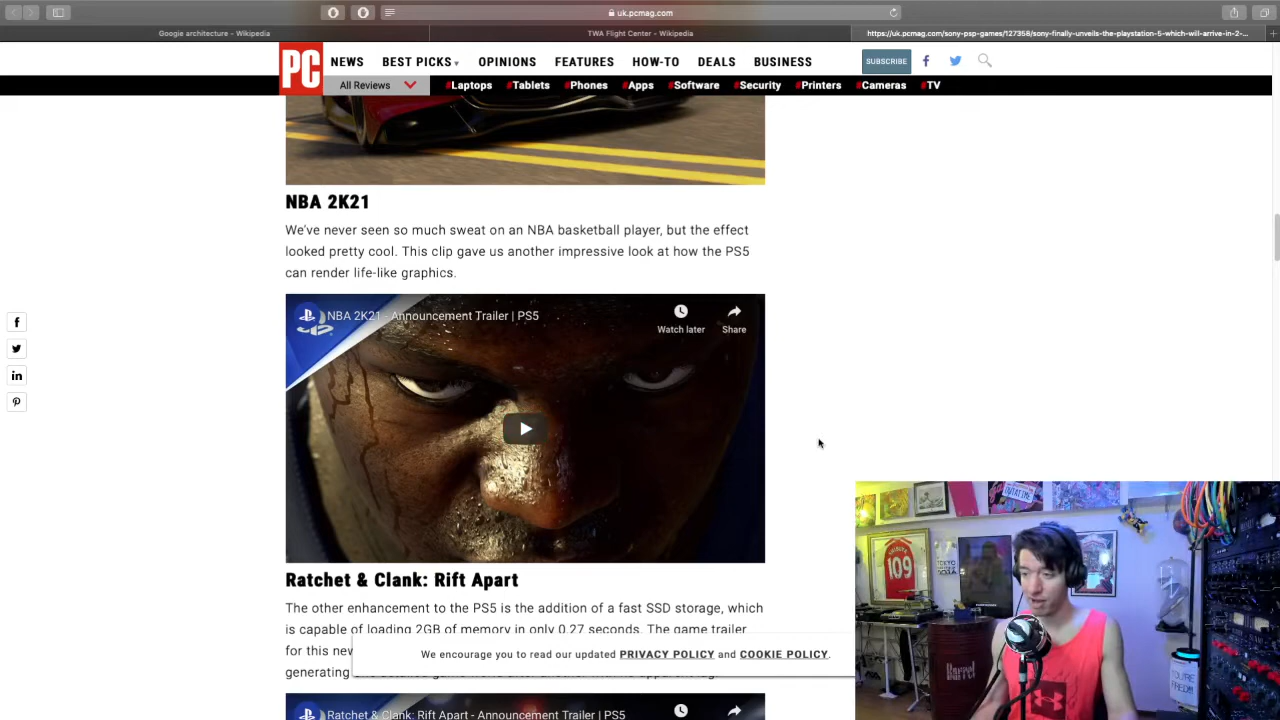 uk.pcmag.com
Googie architecture – Wikipedia
TWA Flight Center – Wikipedia
https://uk.pcmag.com/sony-psp-games/127358/sony-finally-unveils-the-playstation-5-which-will-arrive-in-2-...
PC
NEWS
BEST PICKS
OPINIONS
FEATURES
HOW-TO
DEALS
BUSINESS
SUBSCRIBE
All Reviews
#Laptops
#Tablets
#Phones
#Apps
#Software
#Security
#Printers
#Cameras
#TV
NBA 2K21
We've never seen so much sweat on an NBA basketball player, but the effect
looked pretty cool. This clip gave us another impressive look at how the PS5
can render life-like graphics.
NBA 2K21 - Announcement Trailer | PS5
Watch later
Share
Ratchet & Clank: Rift Apart
The other enhancement to the PS5 is the addition of a fast SSD storage, which
is capable of loading 2GB of memory in only 0.27 seconds. The game trailer
for this new
generating
We encourage you to read our updated PRIVACY POLICY and COOKIE POLICY.
Ratchet & Clank: Rift Apart - Announcement Trailer | PS5
109
Barrel
YOU'RE
FIRED!!